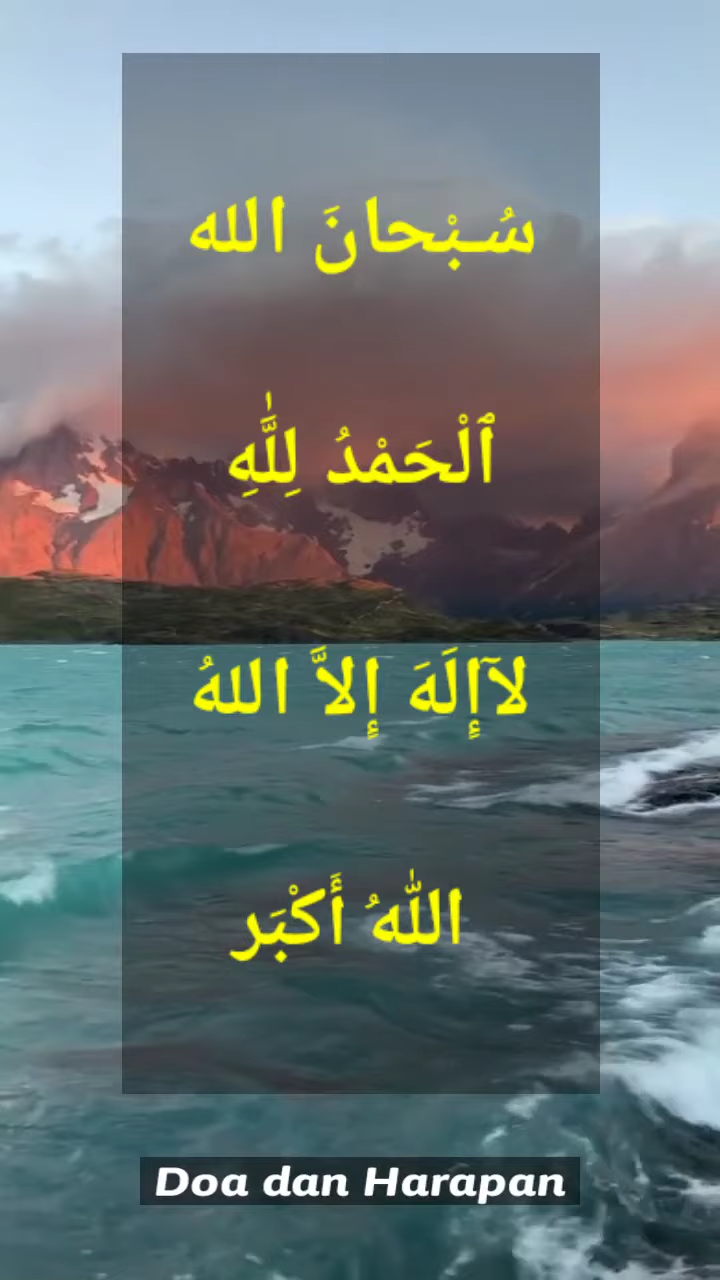 سُبْحانَ الله
ٱلْحَمْدُ لِلَّٰهِ
لآإِلَهَ إِلاَّ اللهُ
اللّٰهُ أَكْبَر
Doa dan Harapan